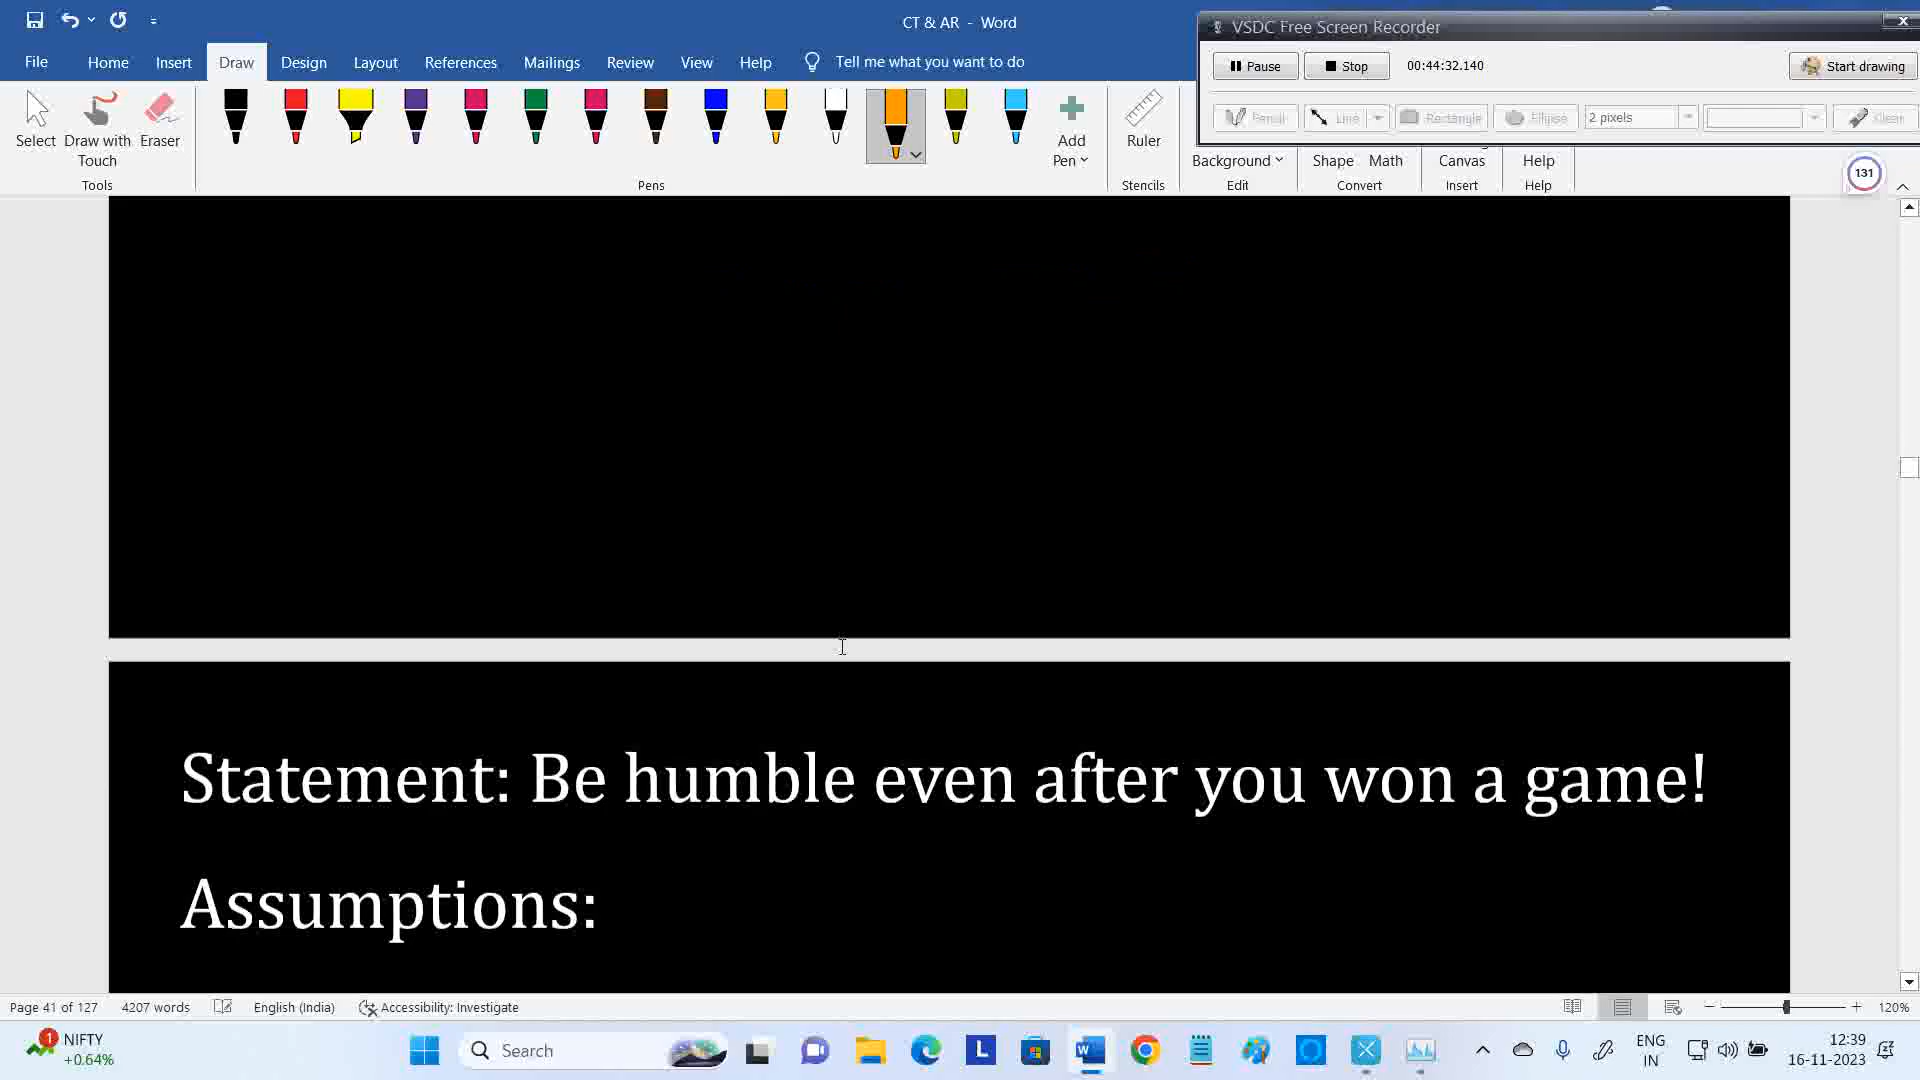 CT & AR - Word
VSDC Free Screen Recorder
File Home Insert Draw Design Layout References Mailings Review View Help Tell me what you want to do
Pause Stop 00:44:32.140 Start drawing
Pencil Line Rectangle Ellipse 2 pixels Clear
Select Draw with Touch Eraser Add Pen Ruler
Background Shape Math Canvas Help
Tools Pens Stencils Edit Convert Insert Help
131
Statement: Be humble even after you won a game!
Assumptions:
Page 41 of 127 4207 words English (India) Accessibility: Investigate 120%
1 NIFTY
+0.64%
Search
L
ENG
IN
12:39
16-11-2023